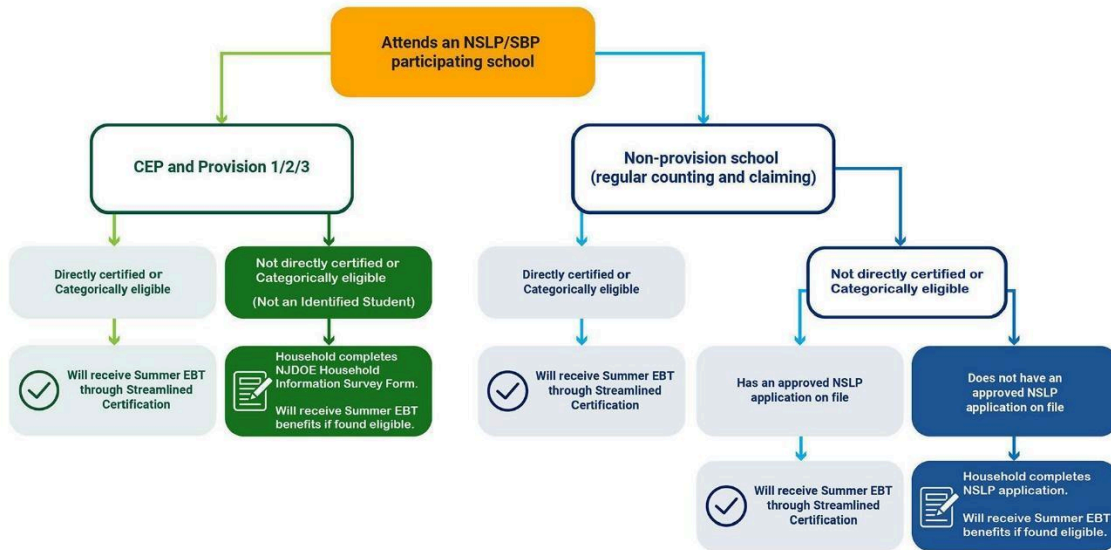 Attends an NSLP/SBP
participating school
CEP and Provision 1/2/3
Non-provision school
(regular counting and claiming)
Directly certified or
Categorically eligible
Not directly certified or
Categorically eligible
(Not an Identified Student)
Directly certified or
Categorically eligible
Not directly certified or
Categorically eligible
Will receive Summer EBT
through Streamlined
Certification
Household completes
NJDOE Household
Information Survey Form.
Will receive Summer EBT
benefits if found eligible.
Will receive Summer EBT
through Streamlined
Certification
Has an approved NSLP
application on file
Does not have an
approved NSLP
application on file
Will receive Summer EBT
through Streamlined
Certification
Household completes
NSLP application.
Will receive Summer EBT
benefits if found eligible.